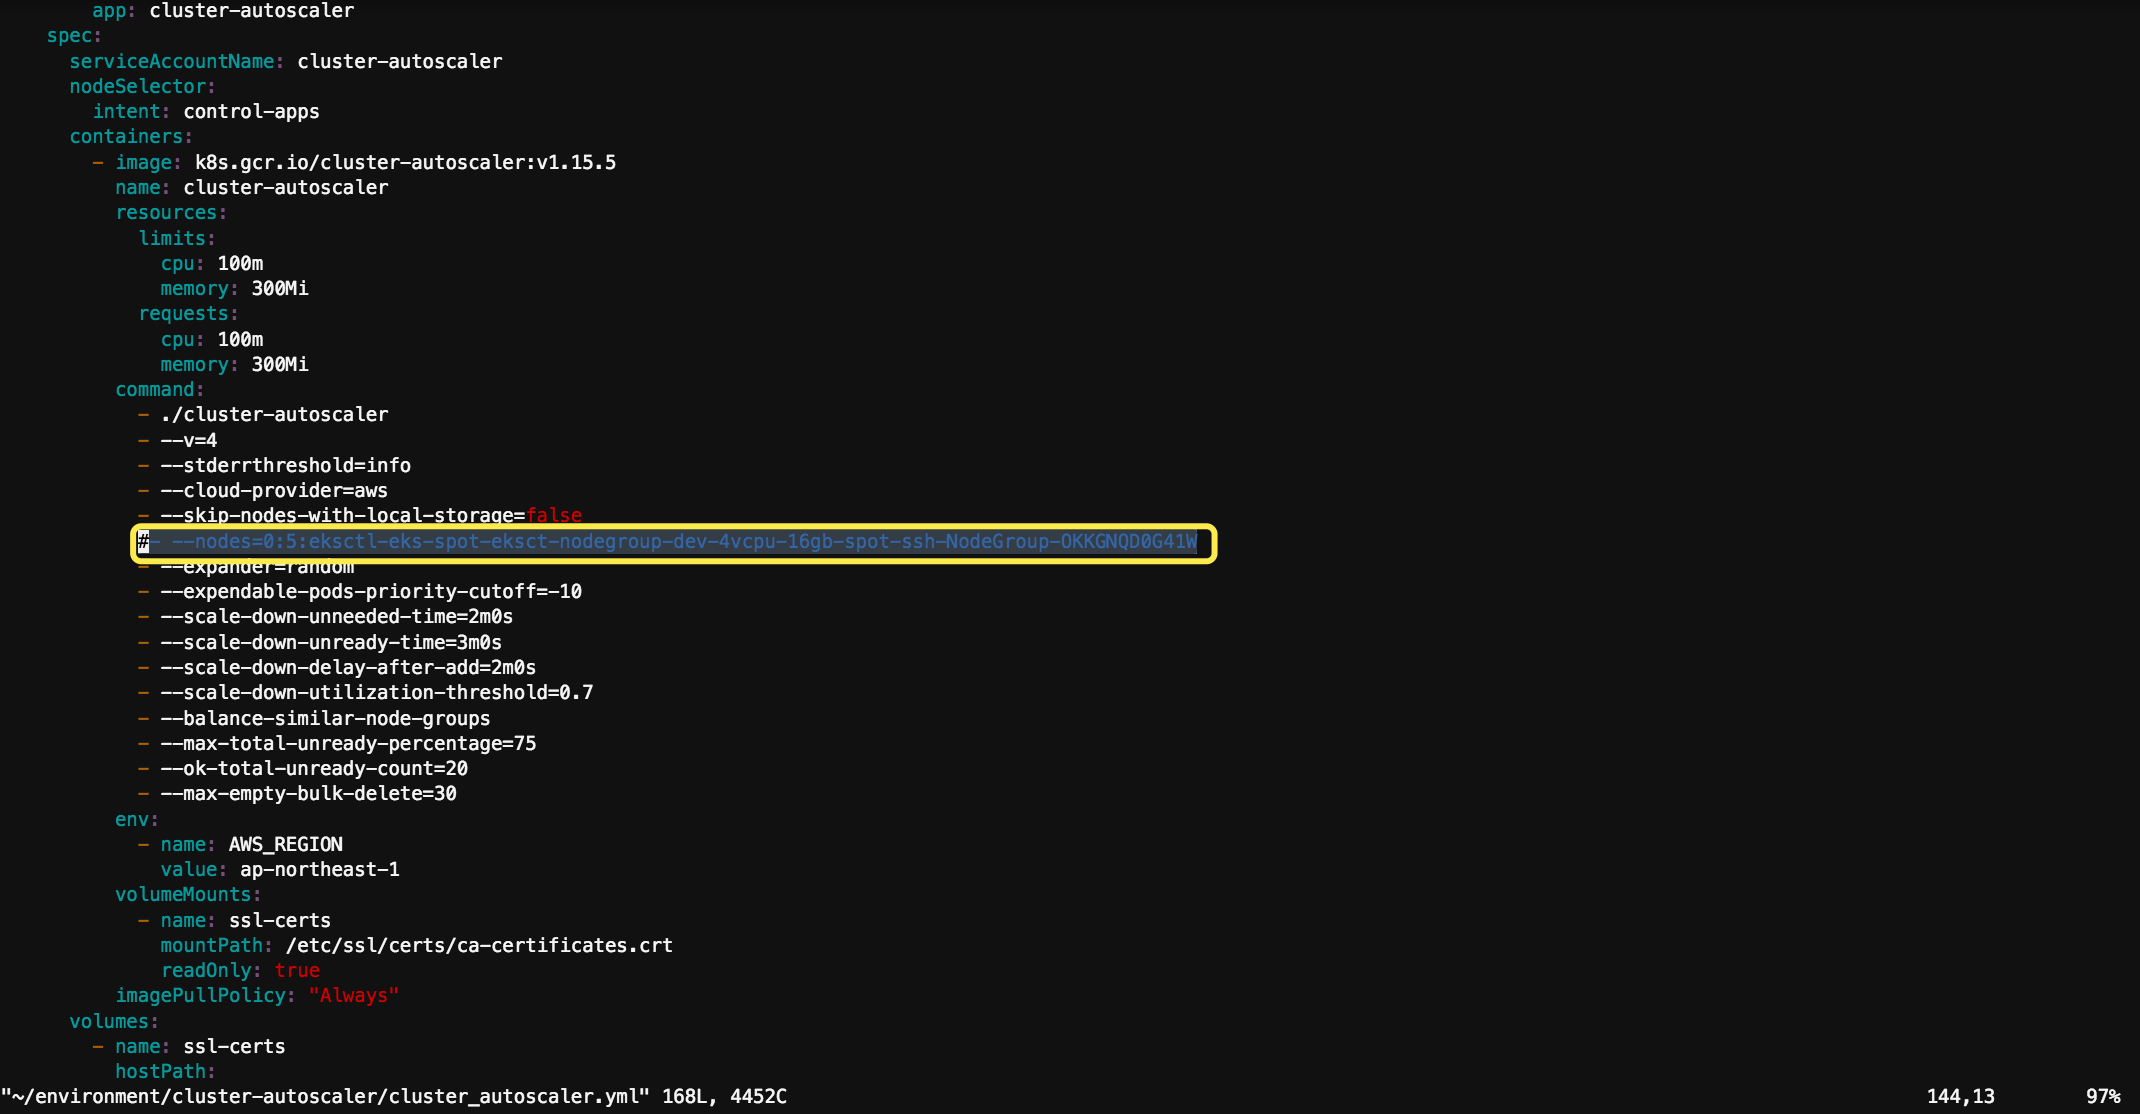 app: cluster-autoscaler
spec:
serviceAccountName: cluster-autoscaler
nodeSelector:
intent: control-apps
containers:
- image: k8s.gcr.io/cluster-autoscaler:v1.15.5
name: cluster-autoscaler
resources:
limits:
cpu: 100m
memory: 300Mi
requests:
cpu: 100m
memory: 300Mi
command:
- ./cluster-autoscaler
- --v=4
- --stderrthreshold=info
- --cloud-provider=aws
- --skip-nodes-with-local-storage=false
#- --nodes=0:5:eksctl-eks-spot-eksct-nodegroup-dev-4vcpu-16gb-spot-ssh-NodeGroup-OKKGNQD0G41W
- --expander=random
- --expendable-pods-priority-cutoff=-10
- --scale-down-unneeded-time=2m0s
- --scale-down-unready-time=3m0s
- --scale-down-delay-after-add=2m0s
- --scale-down-utilization-threshold=0.7
- --balance-similar-node-groups
- --max-total-unready-percentage=75
- --ok-total-unready-count=20
- --max-empty-bulk-delete=30
env:
- name: AWS_REGION
value: ap-northeast-1
volumeMounts:
- name: ssl-certs
mountPath: /etc/ssl/certs/ca-certificates.crt
readOnly: true
imagePullPolicy: "Always"
volumes:
- name: ssl-certs
hostPath:
"~/environment/cluster-autoscaler/cluster_autoscaler.yml" 168L, 4452C 144,13 97%